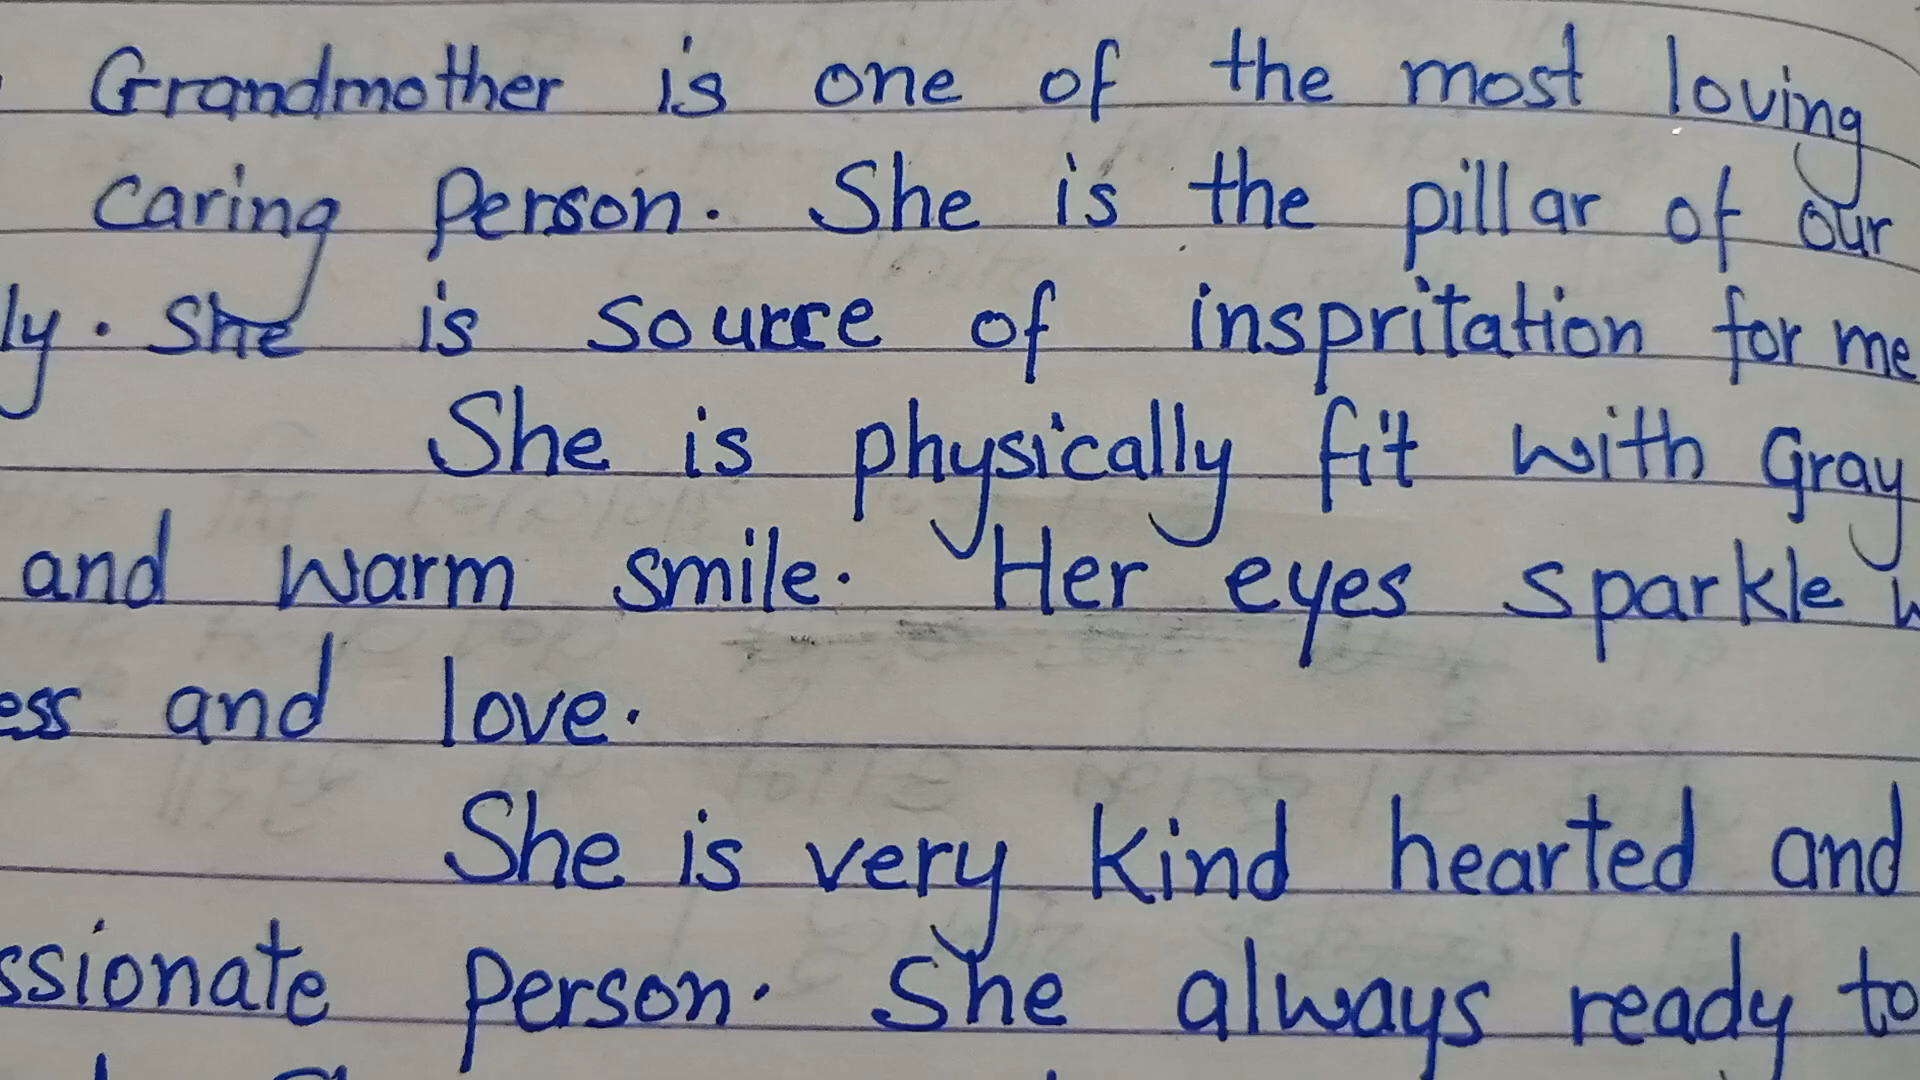 Grandmother is one of the most loving
caring Person. She is the pillar of our
ly. She is source of inspritation for me
She is physically fit with Gray
and warm smile. Her eyes sparkle
ess and love.
She is very kind hearted and
ssionate person. She always ready to